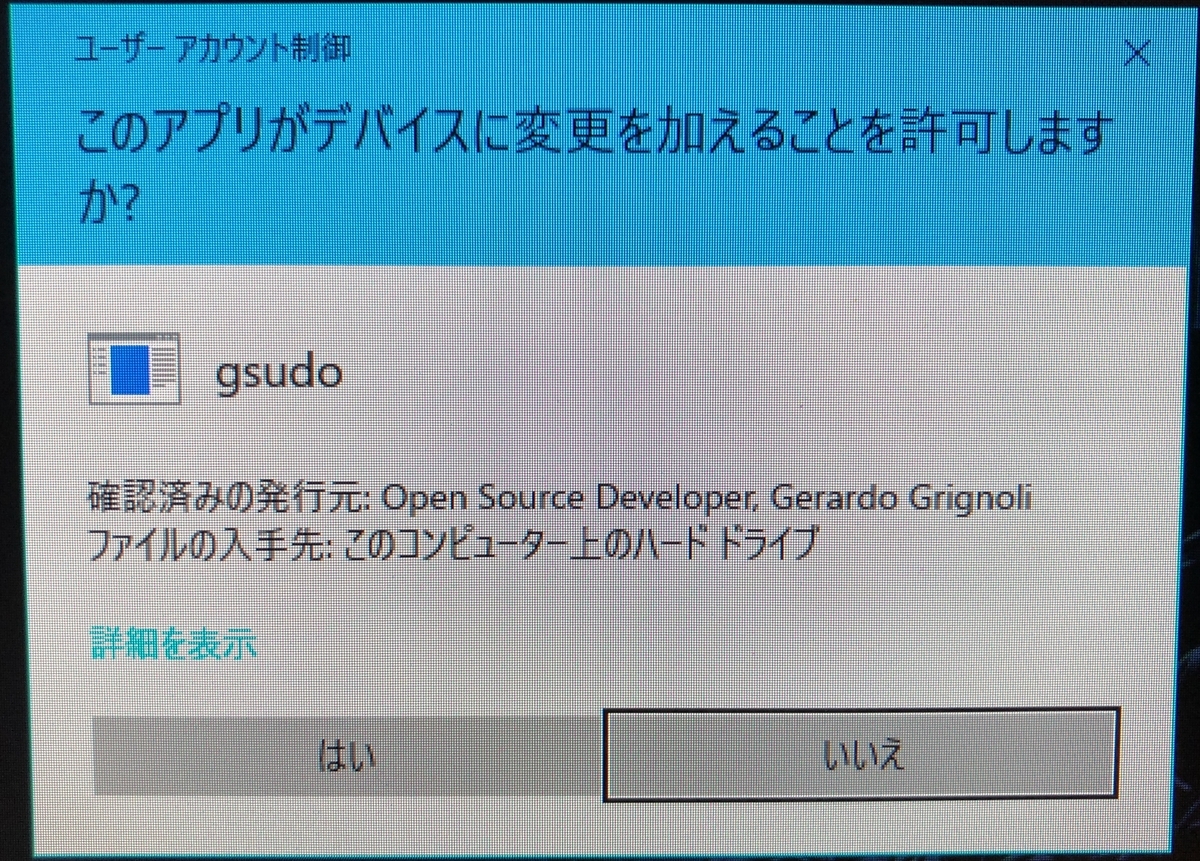 ユーザー アカウント制御
このアプリがデバイスに変更を加えることを許可します
か?
gsudo
確認済みの発行元: Open Source Developer, Gerardo Grignoli
ファイルの入手先: このコンピューター上のハード ドライブ
詳細を表示
はい
いいえ